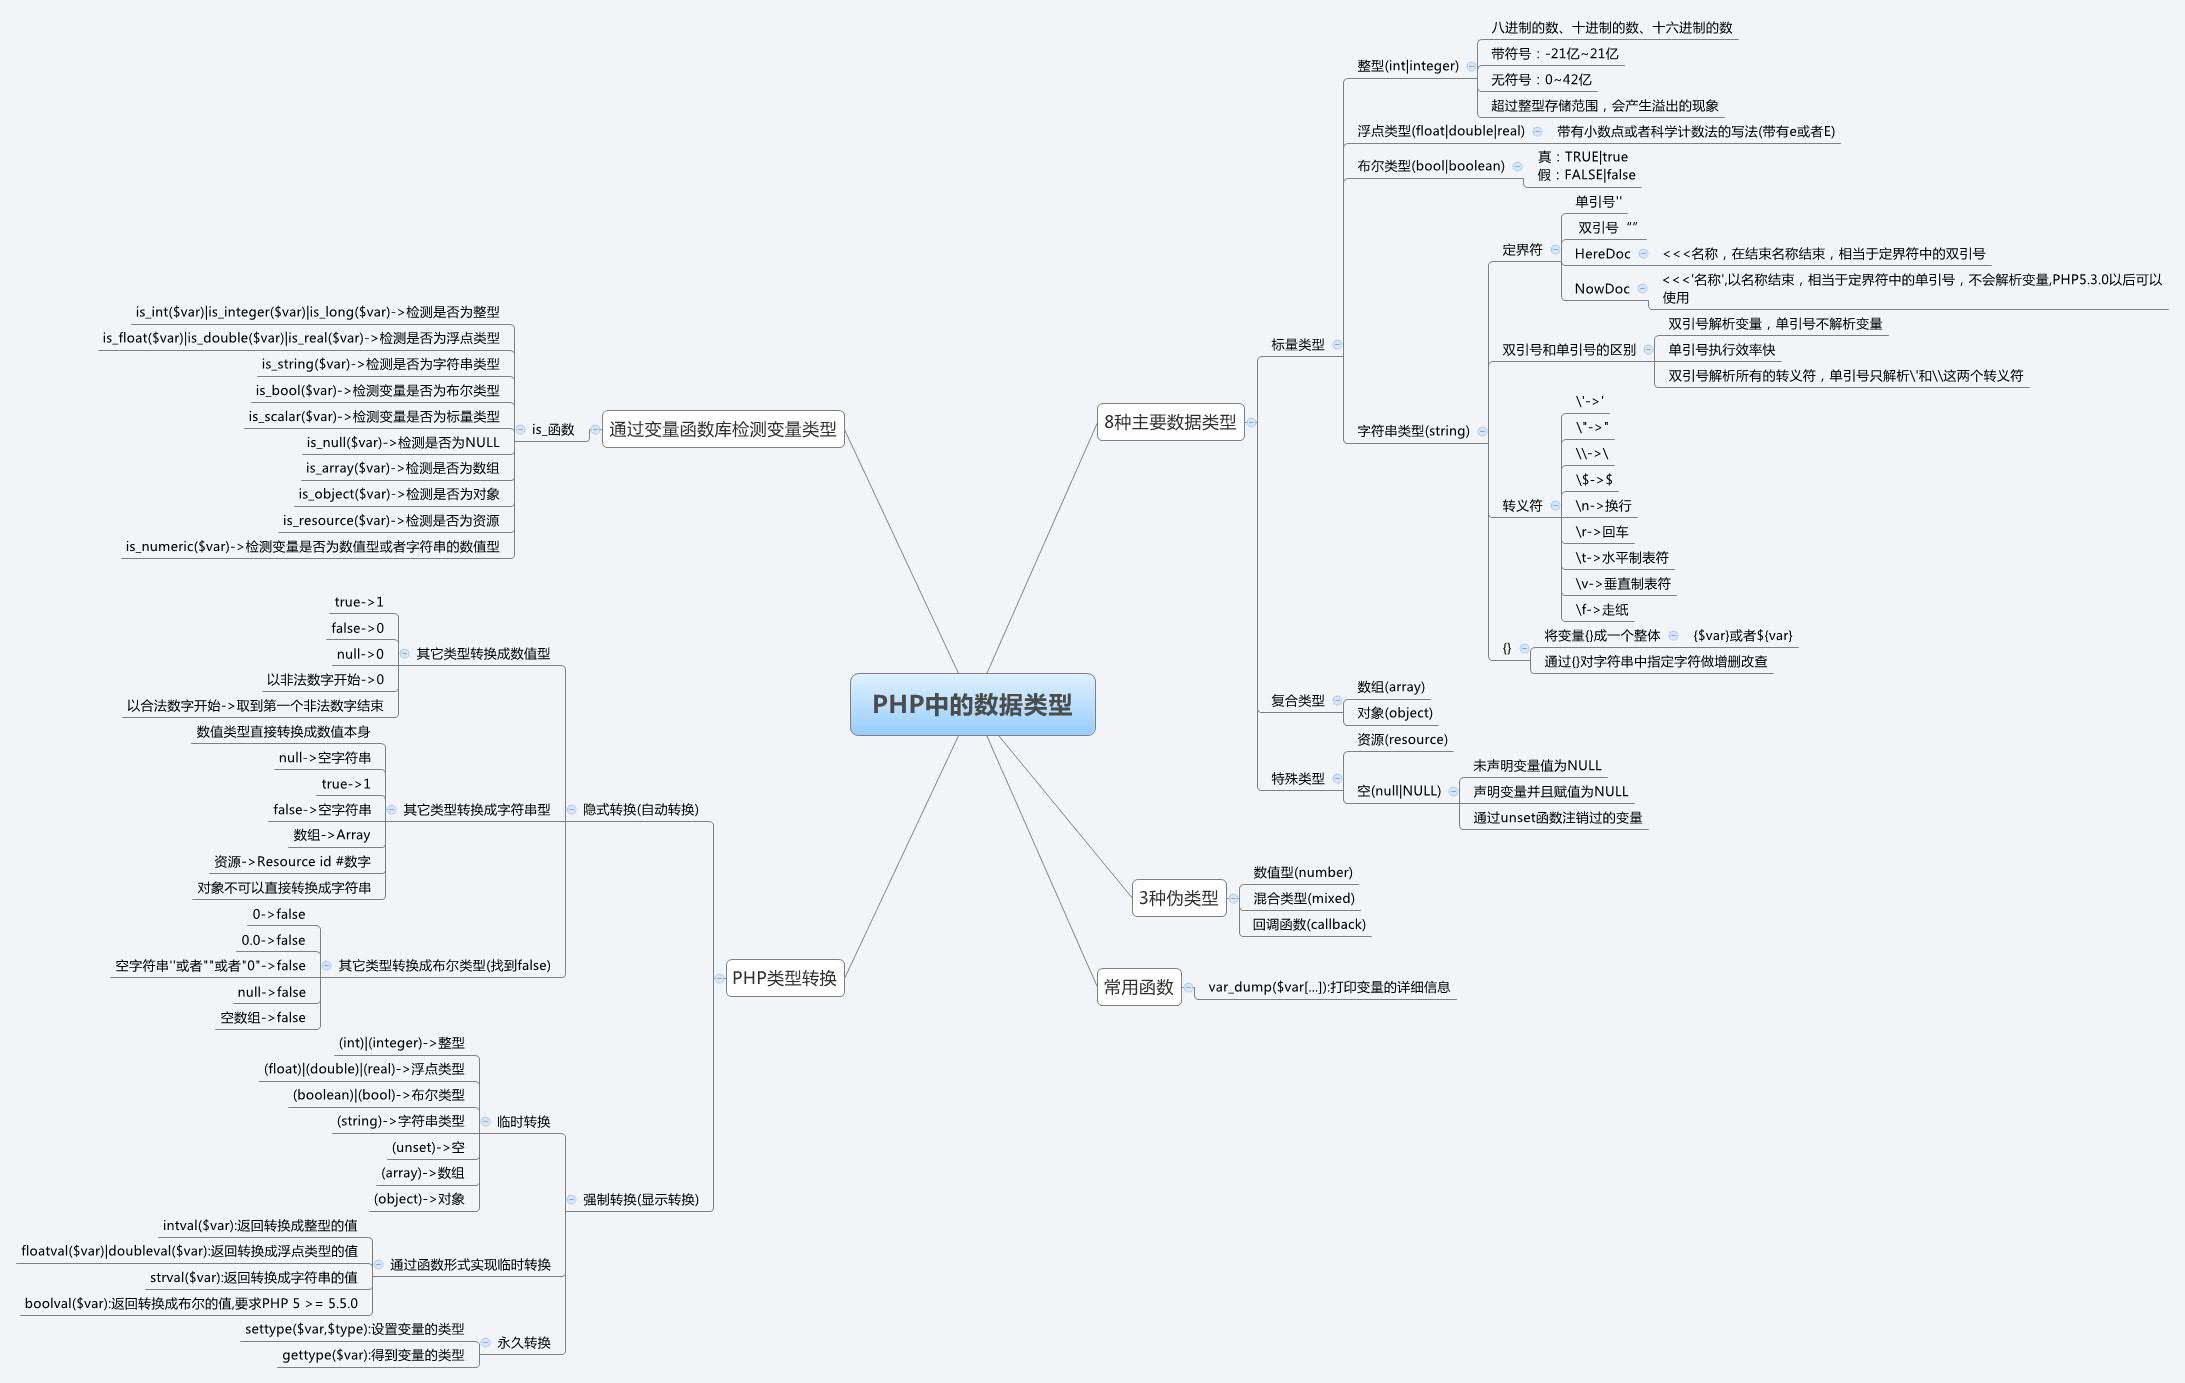 PHP中的数据类型
8种主要数据类型
标量类型
整型(int|integer)
八进制的数、十进制的数、十六进制的数
带符号：-21亿~21亿
无符号：0~42亿
超过整型存储范围，会产生溢出的现象
浮点类型(float|double|real)
带有小数点或者科学计数法的写法(带有e或者E)
布尔类型(bool|boolean)
真：TRUE|true
假：FALSE|false
字符串类型(string)
定界符
单引号''
双引号“”
HereDoc
<<<名称，在结束名称结束，相当于定界符中的双引号
NowDoc
<<<'名称',以名称结束，相当于定界符中的单引号，不会解析变量,PHP5.3.0以后可以
使用
双引号和单引号的区别
双引号解析变量，单引号不解析变量
单引号执行效率快
双引号解析所有的转义符，单引号只解析\'和\\这两个转义符
转义符
\'->'
\"->"
\\->\
\$->$
\n->换行
\r->回车
\t->水平制表符
\v->垂直制表符
\f->走纸
{}
将变量{}成一个整体
{$var}或者${var}
通过{}对字符串中指定字符做增删改查
复合类型
数组(array)
对象(object)
特殊类型
资源(resource)
空(null|NULL)
未声明变量值为NULL
声明变量并且赋值为NULL
通过unset函数注销过的变量
3种伪类型
数值型(number)
混合类型(mixed)
回调函数(callback)
常用函数
var_dump($var[...]):打印变量的详细信息
通过变量函数库检测变量类型
is_函数
is_int($var)|is_integer($var)|is_long($var)->检测是否为整型
is_float($var)|is_double($var)|is_real($var)->检测是否为浮点类型
is_string($var)->检测是否为字符串类型
is_bool($var)->检测变量是否为布尔类型
is_scalar($var)->检测变量是否为标量类型
is_null($var)->检测是否为NULL
is_array($var)->检测是否为数组
is_object($var)->检测是否为对象
is_resource($var)->检测是否为资源
is_numeric($var)->检测变量是否为数值型或者字符串的数值型
PHP类型转换
隐式转换(自动转换)
其它类型转换成数值型
true->1
false->0
null->0
以非法数字开始->0
以合法数字开始->取到第一个非法数字结束
其它类型转换成字符串型
数值类型直接转换成数值本身
null->空字符串
true->1
false->空字符串
数组->Array
资源->Resource id #数字
对象不可以直接转换成字符串
其它类型转换成布尔类型(找到false)
0->false
0.0->false
空字符串''或者""或者"0"->false
null->false
空数组->false
强制转换(显示转换)
临时转换
(int)|(integer)->整型
(float)|(double)|(real)->浮点类型
(boolean)|(bool)->布尔类型
(string)->字符串类型
(unset)->空
(array)->数组
(object)->对象
通过函数形式实现临时转换
intval($var):返回转换成整型的值
floatval($var)|doubleval($var):返回转换成浮点类型的值
strval($var):返回转换成字符串的值
boolval($var):返回转换成布尔的值,要求PHP 5 >= 5.5.0
永久转换
settype($var,$type):设置变量的类型
gettype($var):得到变量的类型